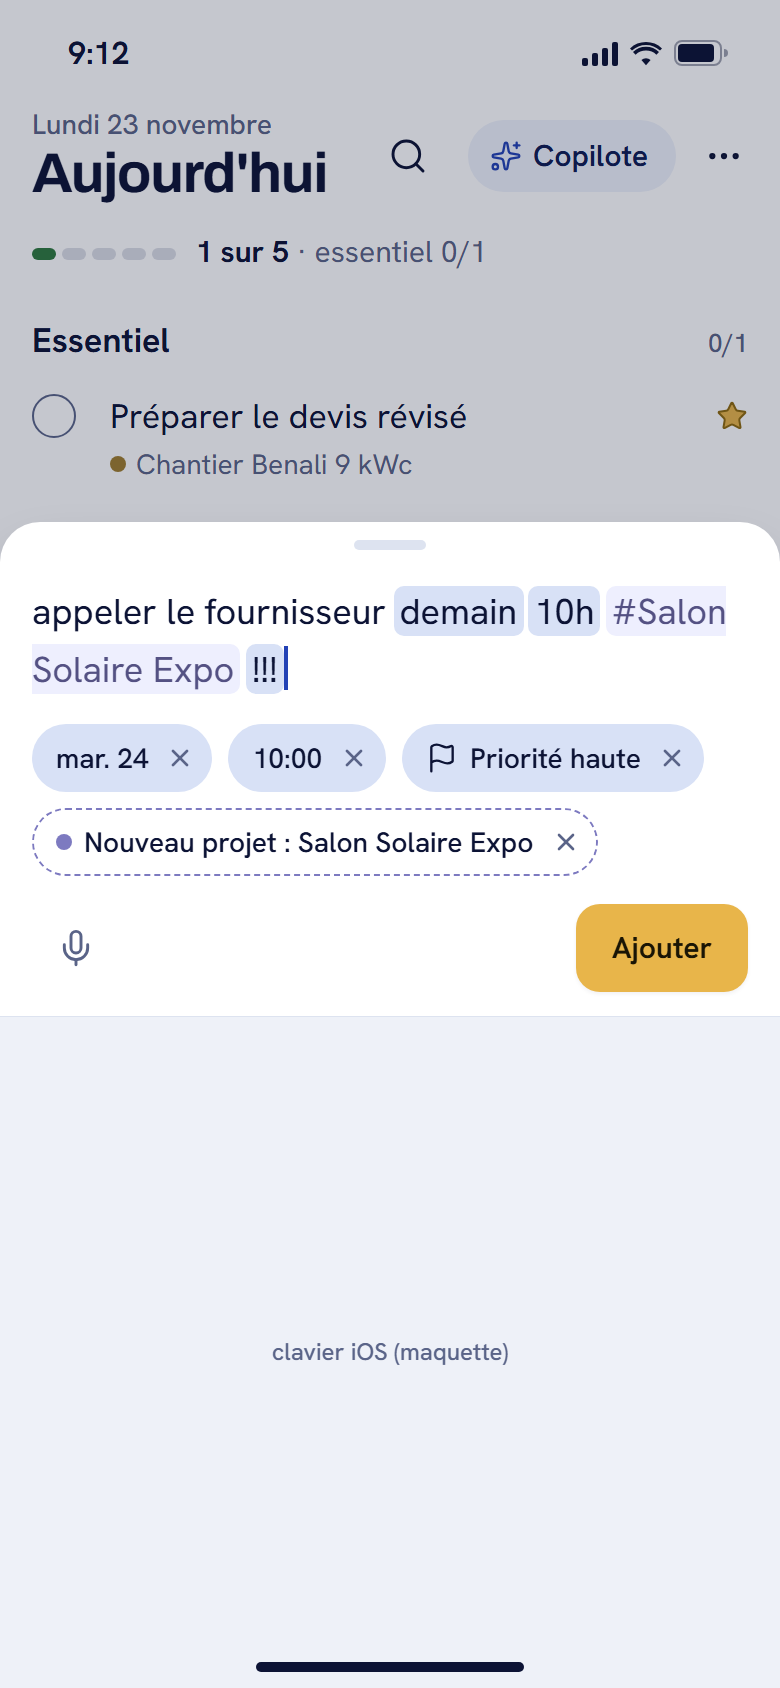 9:12
Lundi 23 novembre
Aujourd'hui
Copilote
1 sur 5 · essentiel 0/1
Essentiel
0/1
Préparer le devis révisé
Chantier Benali 9 kWc
appeler le fournisseur demain 10h #Salon
Solaire Expo !!!
mar. 24
10:00
Priorité haute
Nouveau projet : Salon Solaire Expo
Ajouter
clavier iOS (maquette)